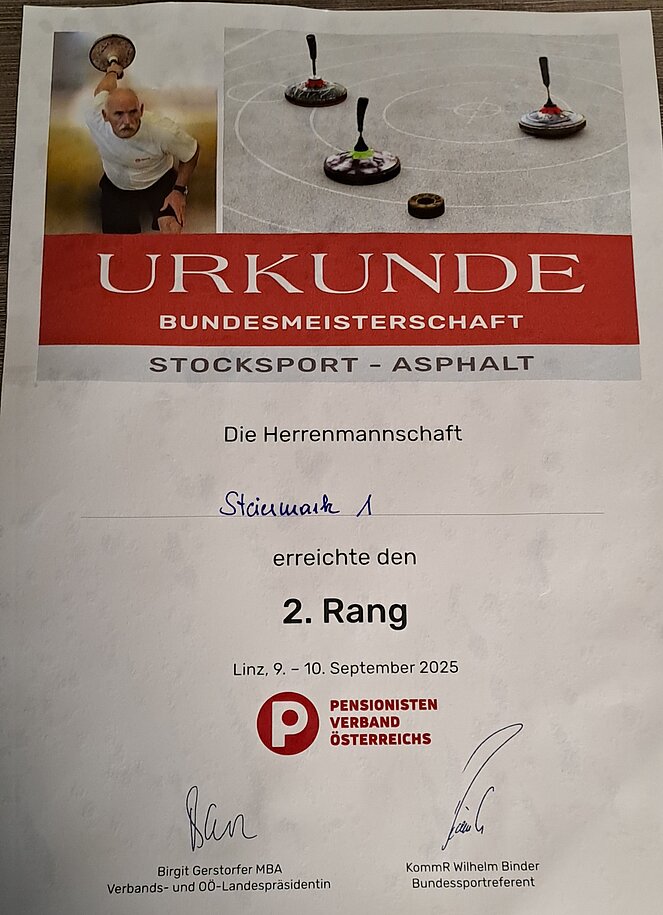 URKUNDE
BUNDESMEISTERSCHAFT
STOCKSPORT – ASPHALT
Die Herrenmannschaft
Steiermark 1
erreichte den
2. Rang
Linz, 9. – 10. September 2025
P PENSIONISTEN
VERBAND
ÖSTERREICHS
Birgit Gerstorfer MBA
Verbands- und OÖ-Landespräsidentin
KommR Wilhelm Binder
Bundessportreferent